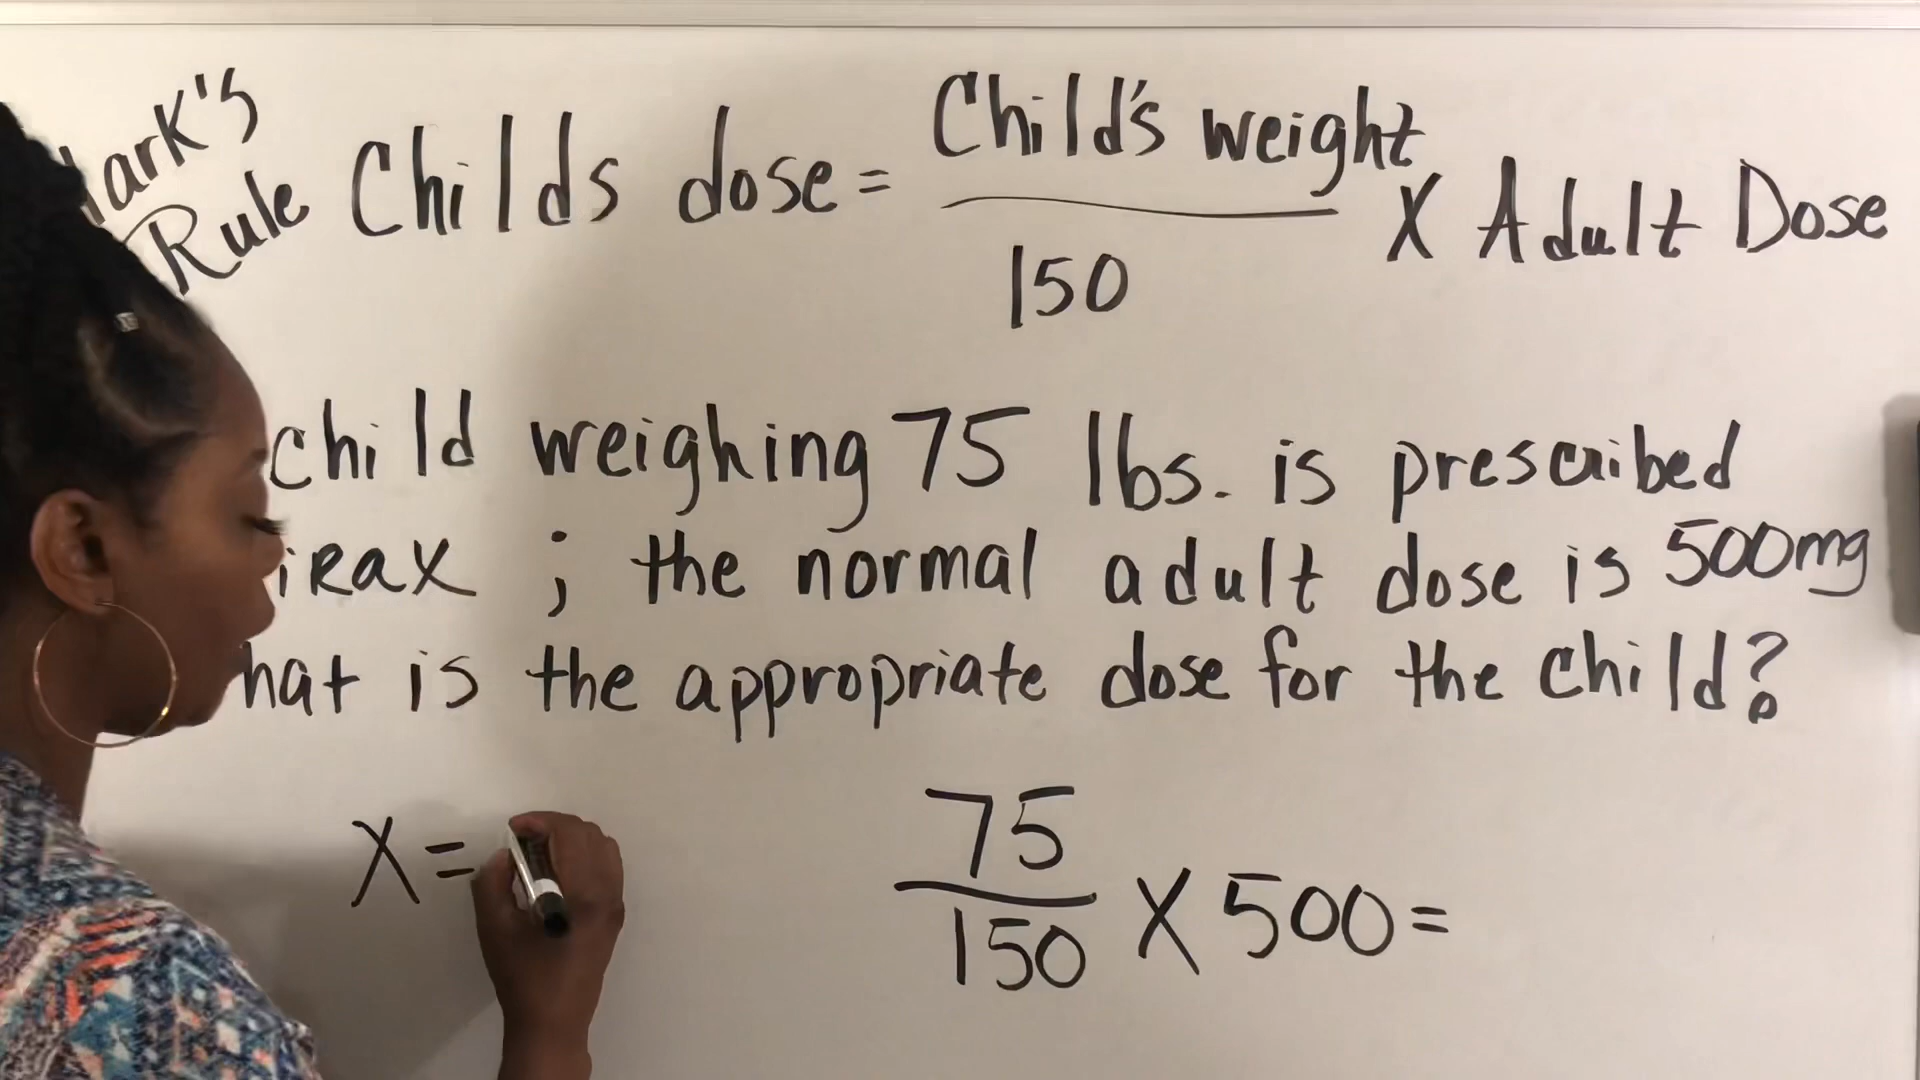 lark's
Rule
Childs dose = Child's weight
150
X Adult Dose
child weighing 75 lbs. is prescribed
iRax ; the normal adult dose is 500mg
hat is the appropriate dose for the child?
X =
75
150
X 500 =